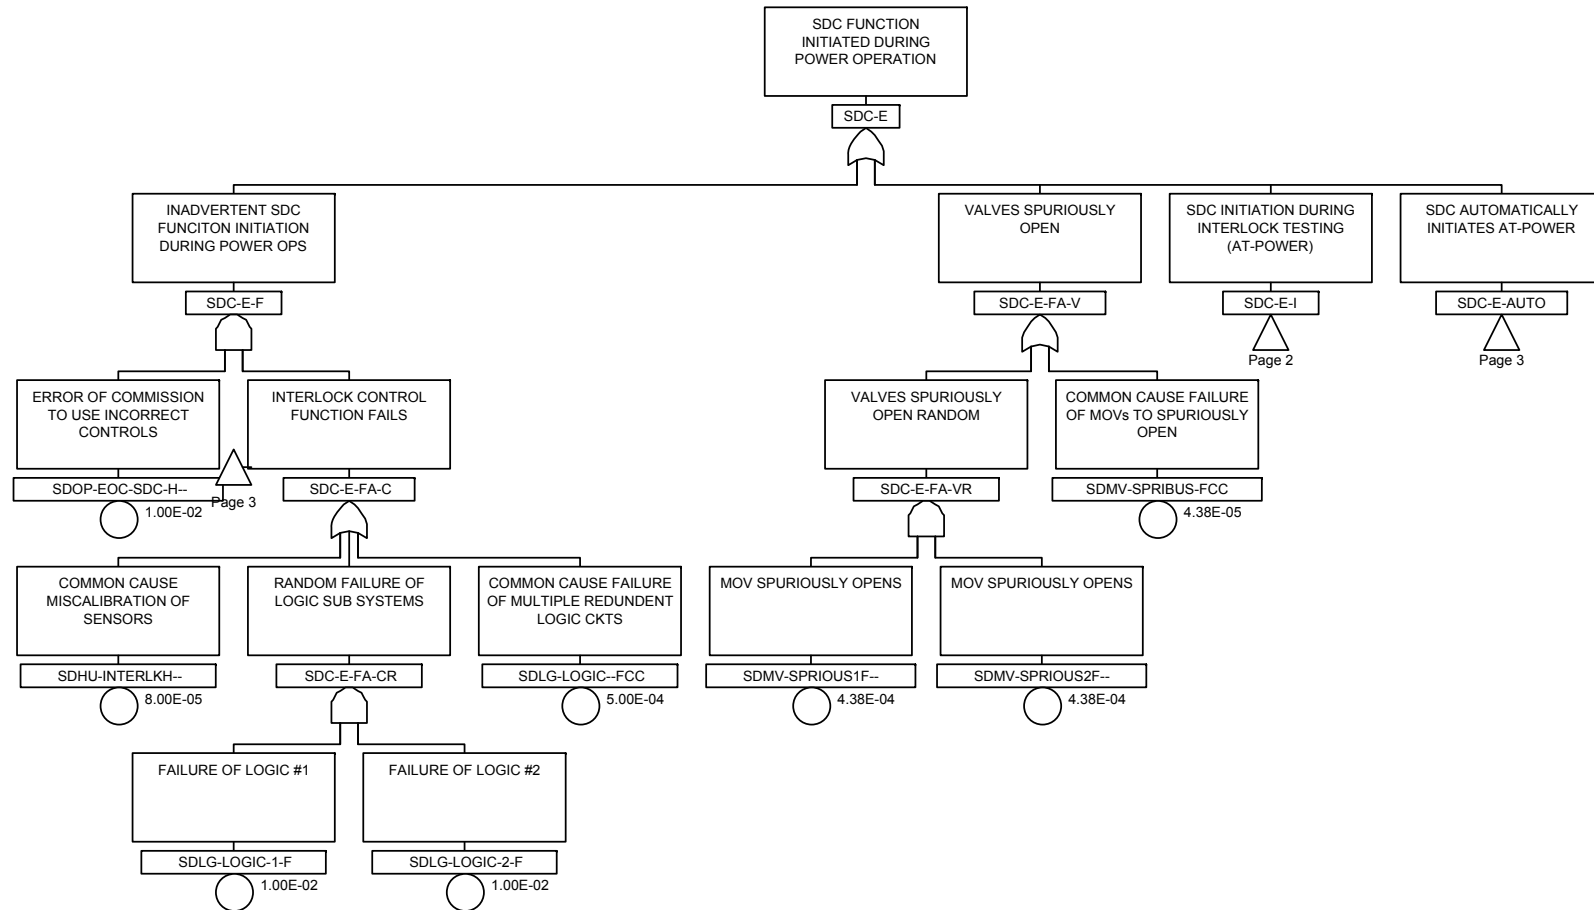 SDC FUNCTION
INITIATED DURING
POWER OPERATION
SDC-E
INADVERTENT SDC
FUNCITON INITIATION
DURING POWER OPS
SDC-E-F
VALVES SPURIOUSLY
OPEN
SDC-E-FA-V
SDC INITIATION DURING
INTERLOCK TESTING
(AT-POWER)
SDC-E-I
Page 2
SDC AUTOMATICALLY
INITIATES AT-POWER
SDC-E-AUTO
Page 3
ERROR OF COMMISSION
TO USE INCORRECT
CONTROLS
SDOP-EOC-SDC-H--
1.00E-02
Page 3
INTERLOCK CONTROL
FUNCTION FAILS
SDC-E-FA-C
VALVES SPURIOUSLY
OPEN RANDOM
SDC-E-FA-VR
COMMON CAUSE FAILURE
OF MOVs TO SPURIOUSLY
OPEN
SDMV-SPRIBUS-FCC
4.38E-05
COMMON CAUSE
MISCALIBRATION OF
SENSORS
SDHU-INTERLKH--
8.00E-05
RANDOM FAILURE OF
LOGIC SUB SYSTEMS
SDC-E-FA-CR
COMMON CAUSE FAILURE
OF MULTIPLE REDUNDENT
LOGIC CKTS
SDLG-LOGIC--FCC
5.00E-04
MOV SPURIOUSLY OPENS
SDMV-SPRIOUS1F--
4.38E-04
MOV SPURIOUSLY OPENS
SDMV-SPRIOUS2F--
4.38E-04
FAILURE OF LOGIC #1
SDLG-LOGIC-1-F
1.00E-02
FAILURE OF LOGIC #2
SDLG-LOGIC-2-F
1.00E-02